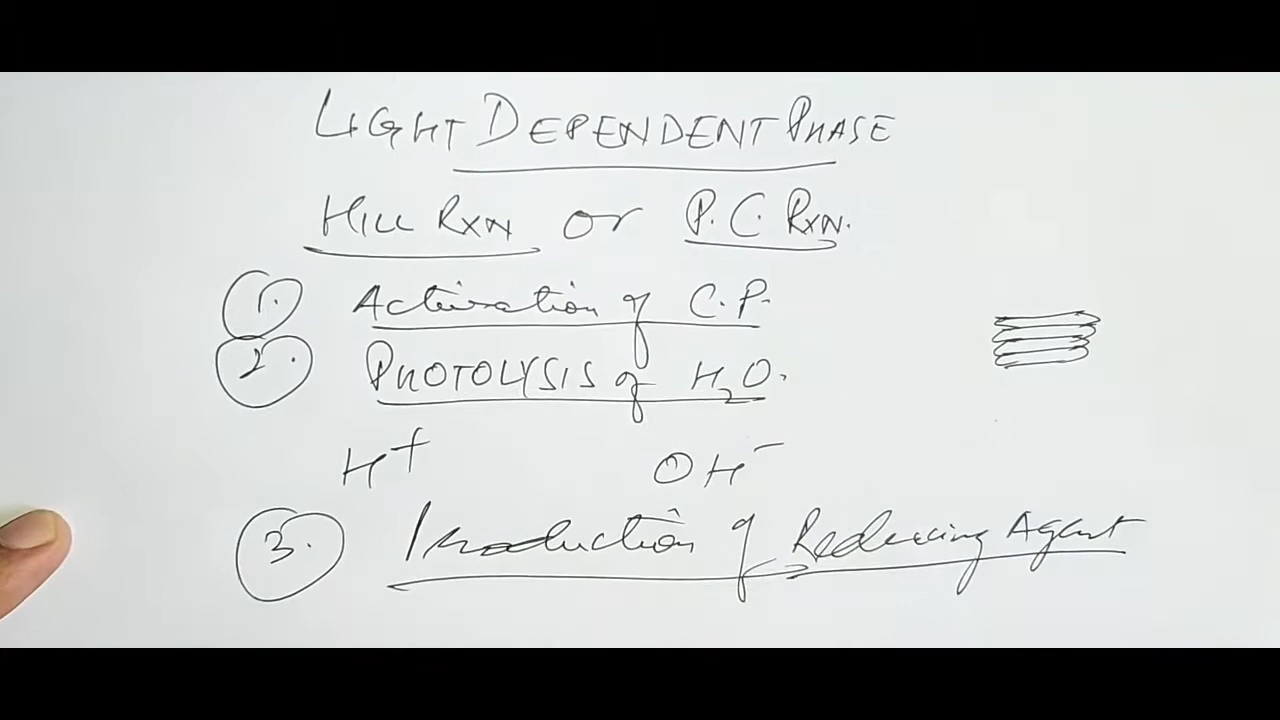 LIGHT DEPENDENT PHASE
HILL RXN or P.C. RXN.
1. Activation of C.P.
2. PHOTOLYSIS of H₂O.
H⁺ OH⁻
3. Production of Reducing Agent